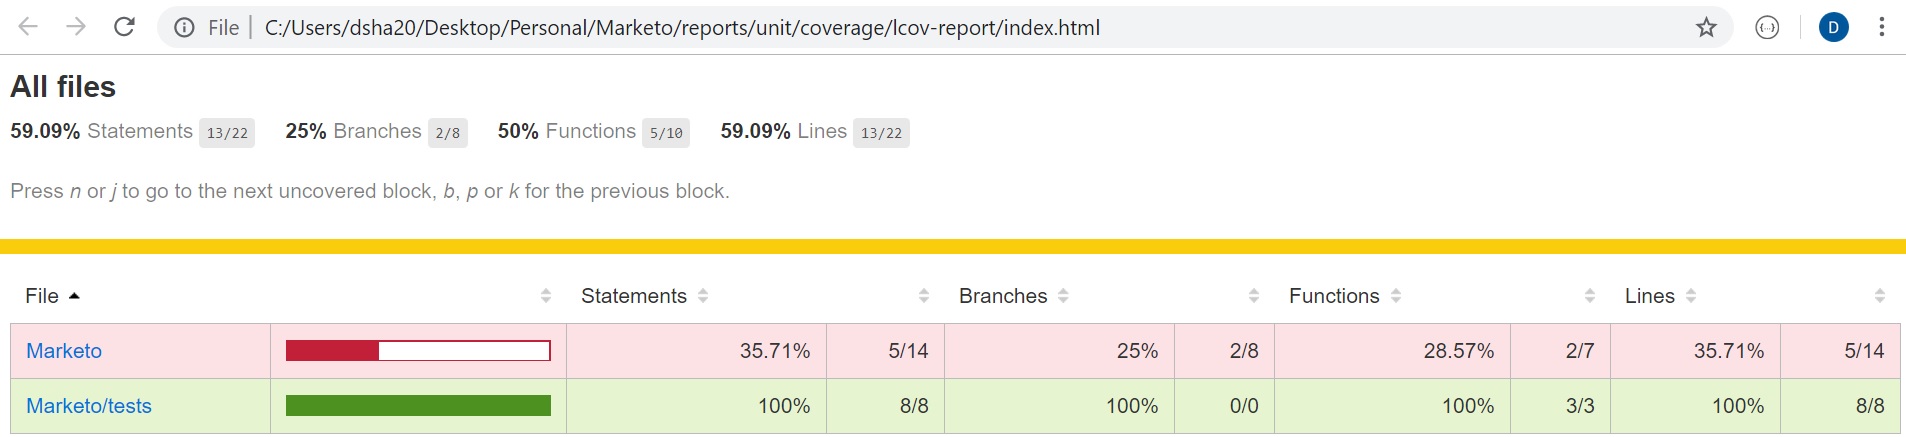 File C:/Users/dsha20/Desktop/Personal/Marketo/reports/unit/coverage/lcov-report/index.html {...} D
All files
59.09% Statements 13/22 25% Branches 2/8 50% Functions 5/10 59.09% Lines 13/22
Press n or j to go to the next uncovered block, b, p or k for the previous block.
File Statements Branches Functions Lines
Marketo 35.71% 5/14 25% 2/8 28.57% 2/7 35.71% 5/14
Marketo/tests 100% 8/8 100% 0/0 100% 3/3 100% 8/8